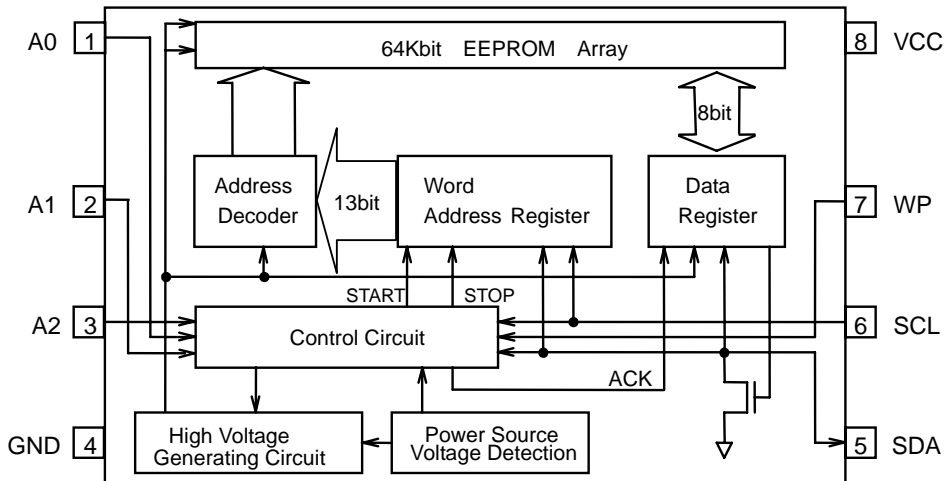 A0 1
64Kbit EEPROM Array
8 VCC
8bit
A1 2
Address
Decoder
13bit
Word
Address Register
Data
Register
7 WP
START
STOP
A2 3
Control Circuit
6 SCL
ACK
GND 4
High Voltage
Generating Circuit
Power Source
Voltage Detection
5 SDA